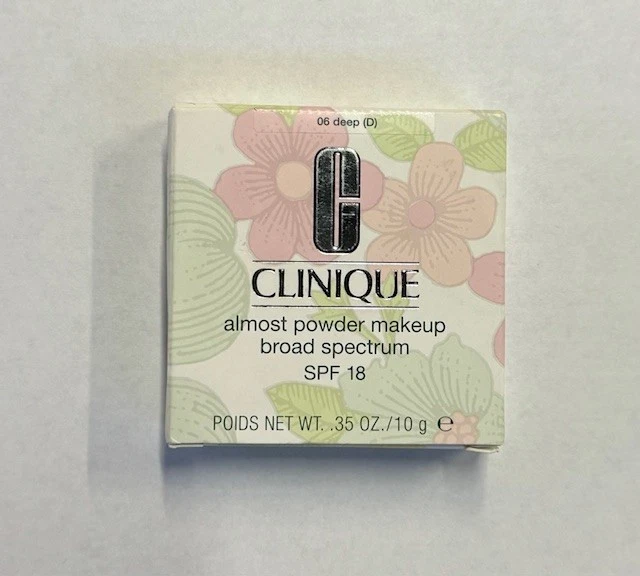 06 deep (D)
C
CLINIQUE
almost powder makeup
broad spectrum
SPF 18
POIDS NET WT. .35 OZ./10 g ℮